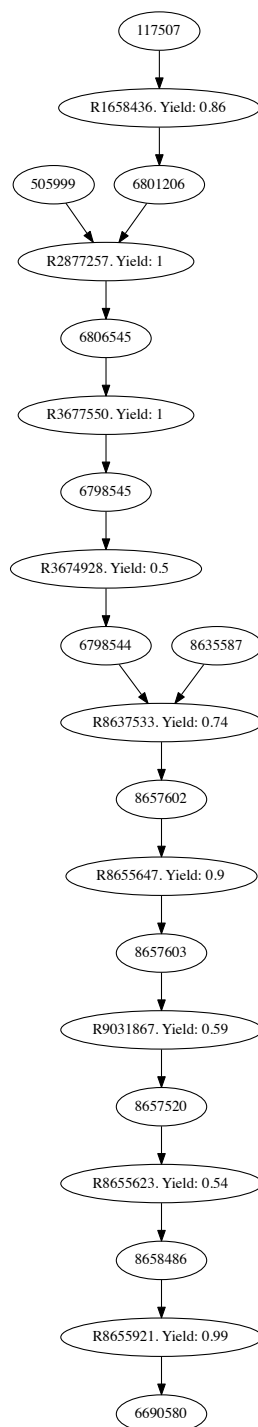 117507
R1658436. Yield: 0.86
505999
6801206
R2877257. Yield: 1
6806545
R3677550. Yield: 1
6798545
R3674928. Yield: 0.5
6798544
8635587
R8637533. Yield: 0.74
8657602
R8655647. Yield: 0.9
8657603
R9031867. Yield: 0.59
8657520
R8655623. Yield: 0.54
8658486
R8655921. Yield: 0.99
6690580